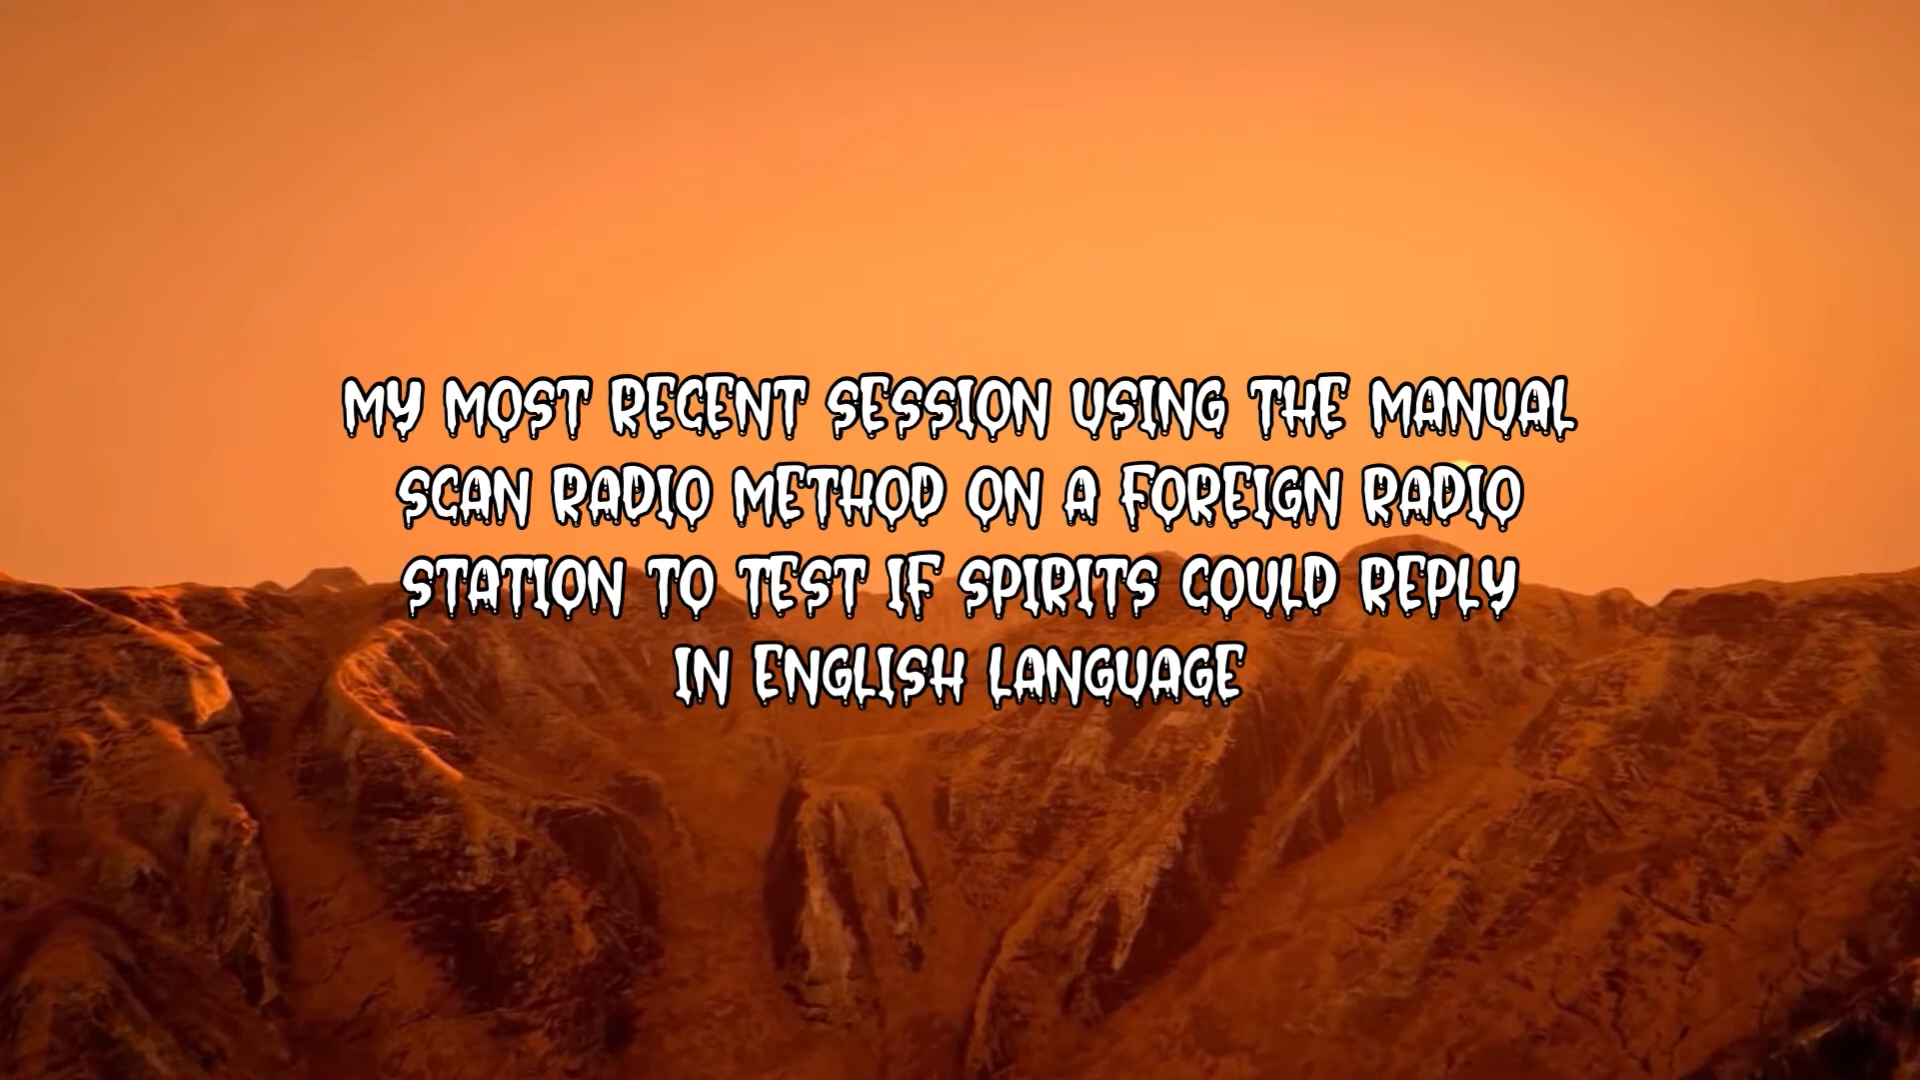 MY MOST RECENT SESSION USING THE MANUAL
SCAN RADIO METHOD ON A FOREIGN RADIO
STATION TO TEST IF SPIRITS COULD REPLY
IN ENGLISH LANGUAGE